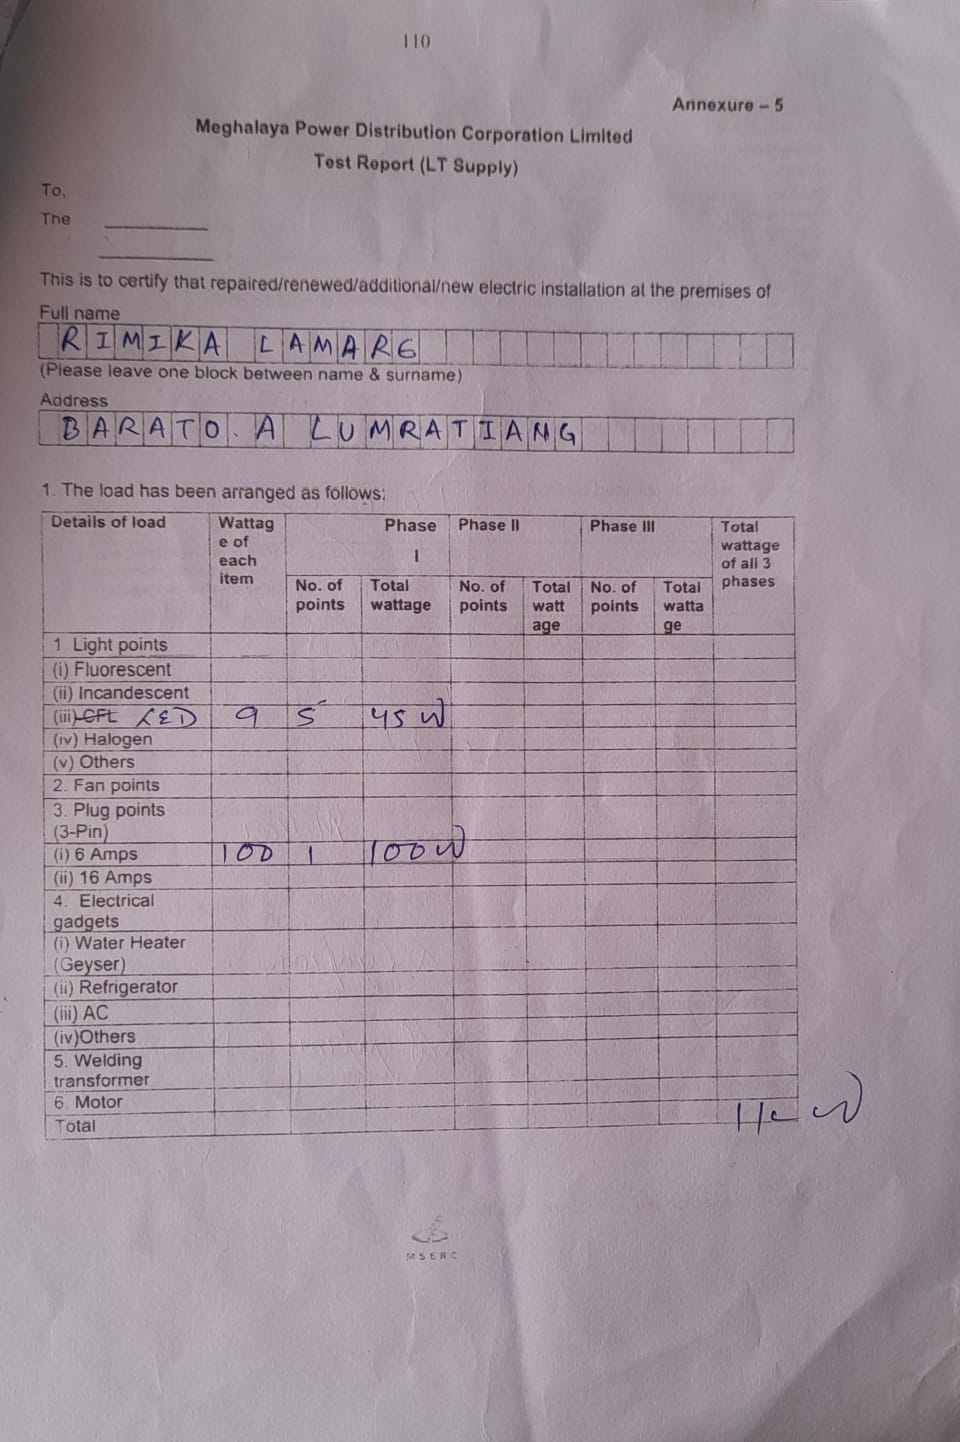 110
Annexure – 5
Meghalaya Power Distribution Corporation Limited
Test Report (LT Supply)
To,
The
This is to certify that repaired/renewed/additional/new electric installation at the premises of
Full name
RIMIKA LAMARE
(Please leave one block between name & surname)
Address
BARATO. A LUMRATIANG
1. The load has been arranged as follows:
Details of load Wattag e of each item Phase I Phase II Phase III Total wattage of all 3 phases
No. of points Total wattage No. of points Total watt age No. of points Total watta ge
1. Light points
(i) Fluorescent
(ii) Incandescent
(iii) CFL LED 9 5 45 W
(iv) Halogen
(v) Others
2. Fan points
3. Plug points
(3-Pin)
(i) 6 Amps 100 1 100 W
(ii) 16 Amps
4. Electrical
gadgets
(i) Water Heater
(Geyser)
(ii) Refrigerator
(iii) AC
(iv)Others
5. Welding
transformer
6. Motor
Total
MSERC